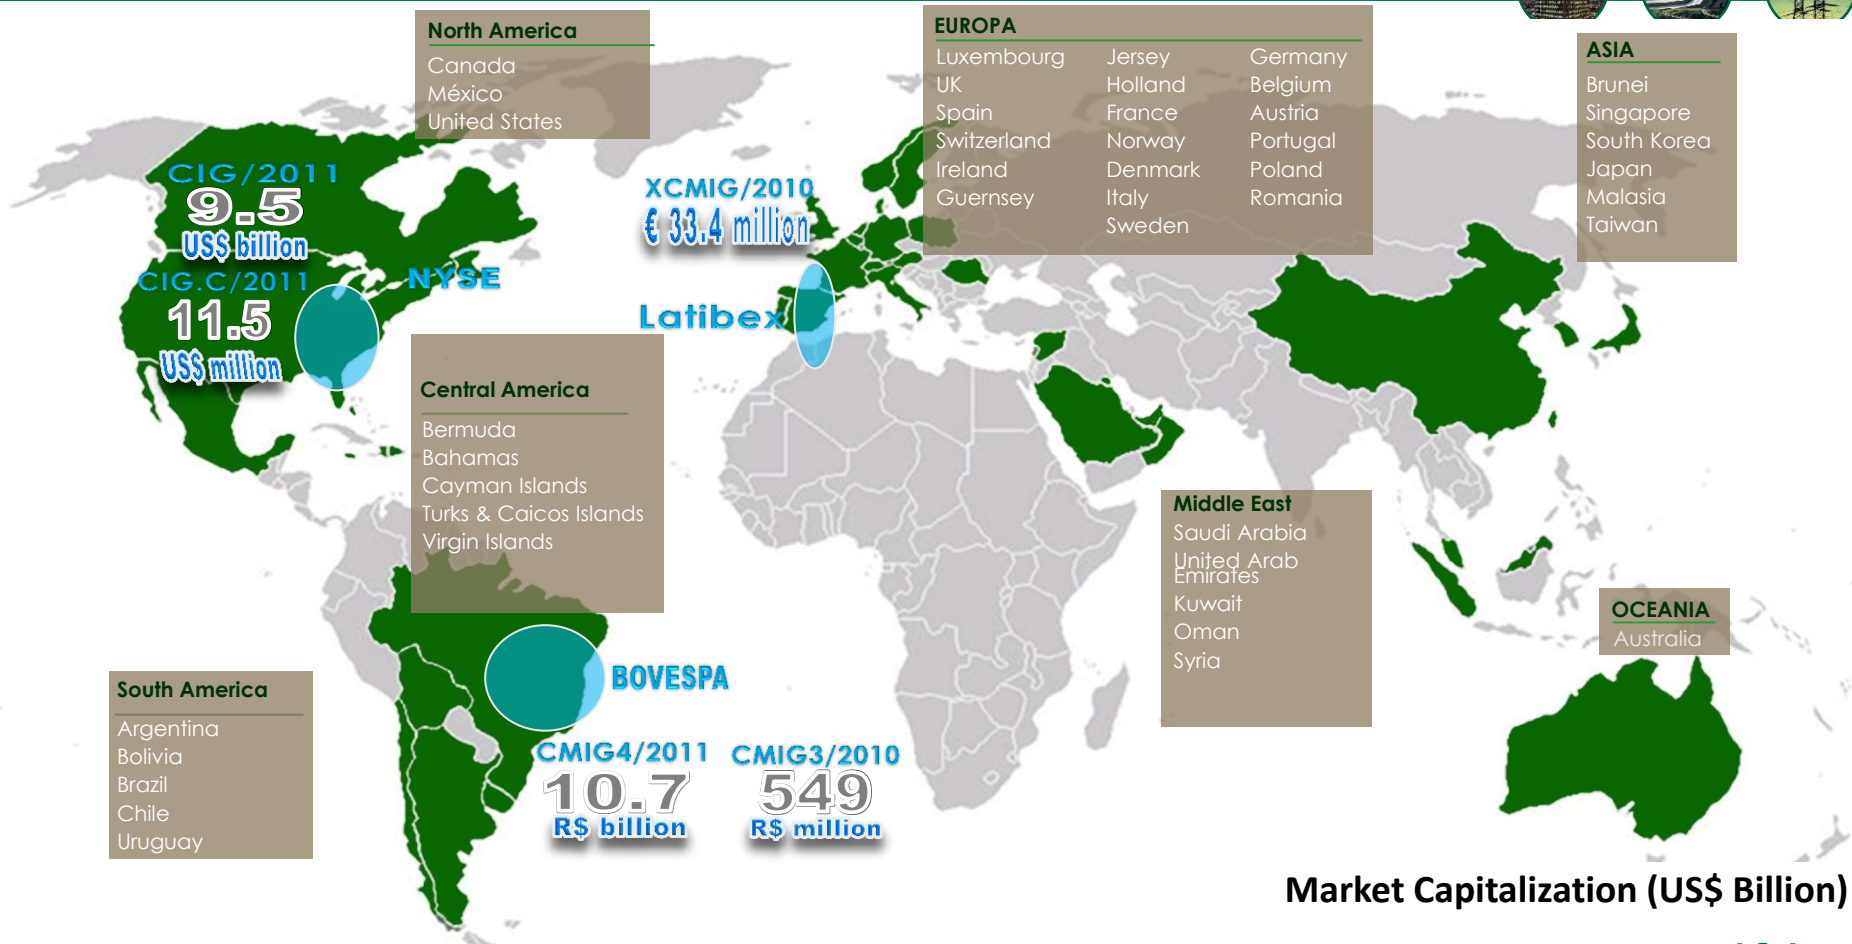 North America
Canada
México
United States
EUROPA
Luxembourg
UK
Spain
Switzerland
Ireland
Guernsey
Jersey
Holland
France
Norway
Denmark
Italy
Sweden
Germany
Belgium
Austria
Portugal
Poland
Romania
ASIA
Brunei
Singapore
South Korea
Japan
Malasia
Taiwan
CIG/2011
9.5
US$ billion
CIG.C/2011
11.5
US$ million
NYSE
XCMIG/2010
€ 33.4 million
Latibex
Central America
Bermuda
Bahamas
Cayman Islands
Turks & Caicos Islands
Virgin Islands
Middle East
Saudi Arabia
United Arab
Emirates
Kuwait
Oman
Syria
OCEANIA
Australia
South America
Argentina
Bolivia
Brazil
Chile
Uruguay
BOVESPA
CMIG4/2011
10.7
R$ billion
CMIG3/2010
549
R$ million
Market Capitalization (US$ Billion)